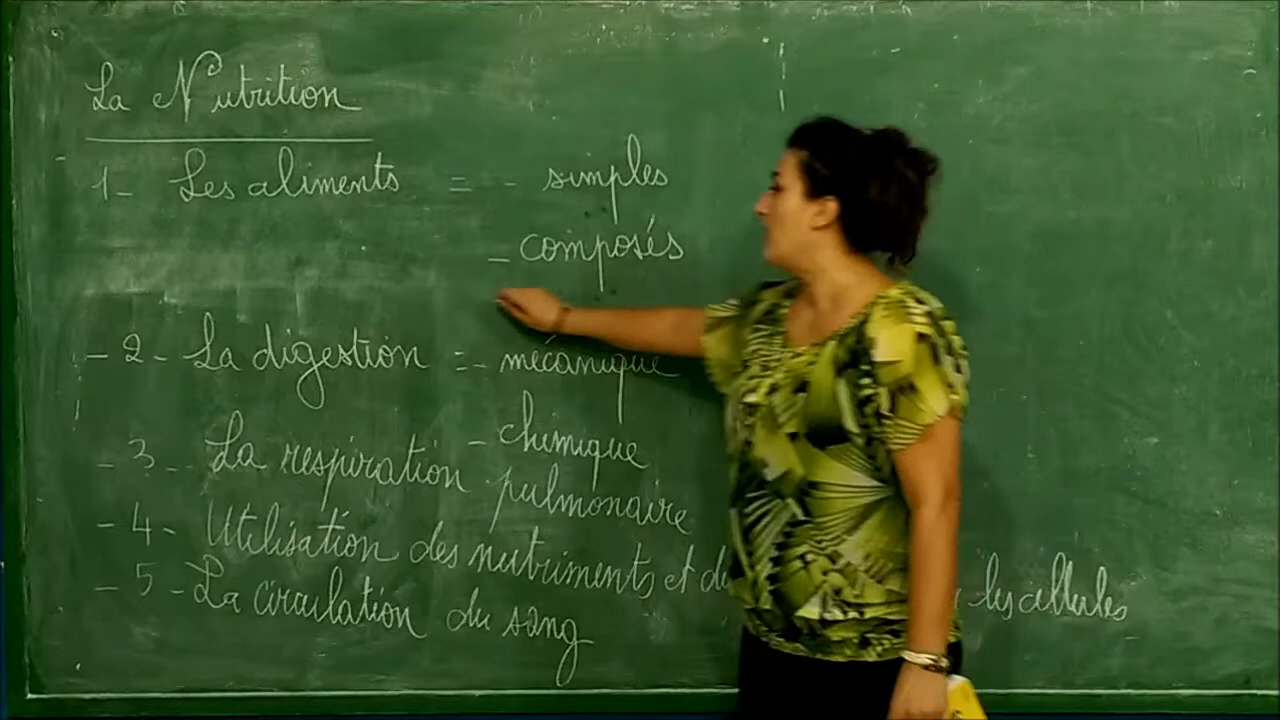 La Nutrition
1- Les aliments = - simples
- composés
- 2 - La digestion = - mécanique
- chimique
- 3 - La respiration pulmonaire
- 4 - Utilisation des nutriments et les cellules
- 5 - La circulation du sang